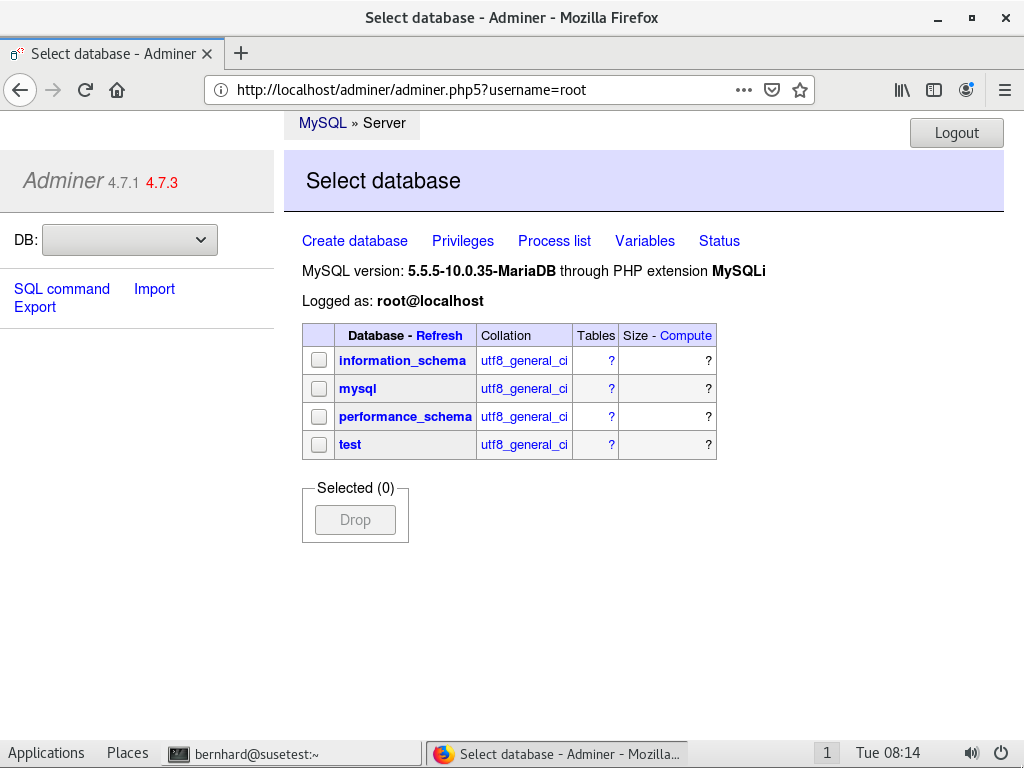 Select database - Adminer - Mozilla Firefox
Select database - Adminer
http://localhost/adminer/adminer.php5?username=root
MySQL » Server
Logout
Adminer 4.7.1 4.7.3
Select database
DB:
Create database Privileges Process list Variables Status
MySQL version: 5.5.5-10.0.35-MariaDB through PHP extension MySQLi
SQL command Import
Export
Logged as: root@localhost
Database - Refresh Collation Tables Size - Compute
information_schema utf8_general_ci ? ?
mysql utf8_general_ci ? ?
performance_schema utf8_general_ci ? ?
test utf8_general_ci ? ?
Selected (0)
Drop
Applications Places bernhard@susetest:~ Select database - Adminer - Mozilla... 1 Tue 08:14